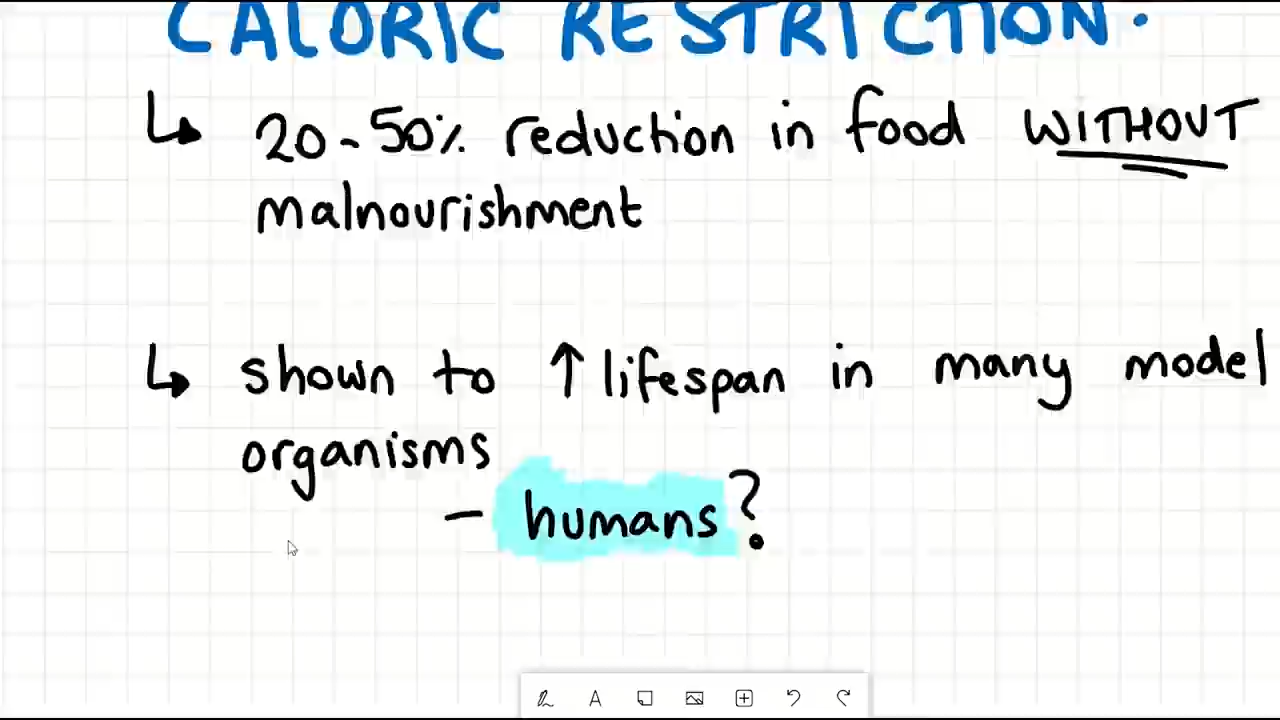 CALORIC RESTRICTION.
↳ 20-50% reduction in food WITHOUT
malnourishment
↳ shown to ↑ lifespan in many model
organisms
- humans?
A